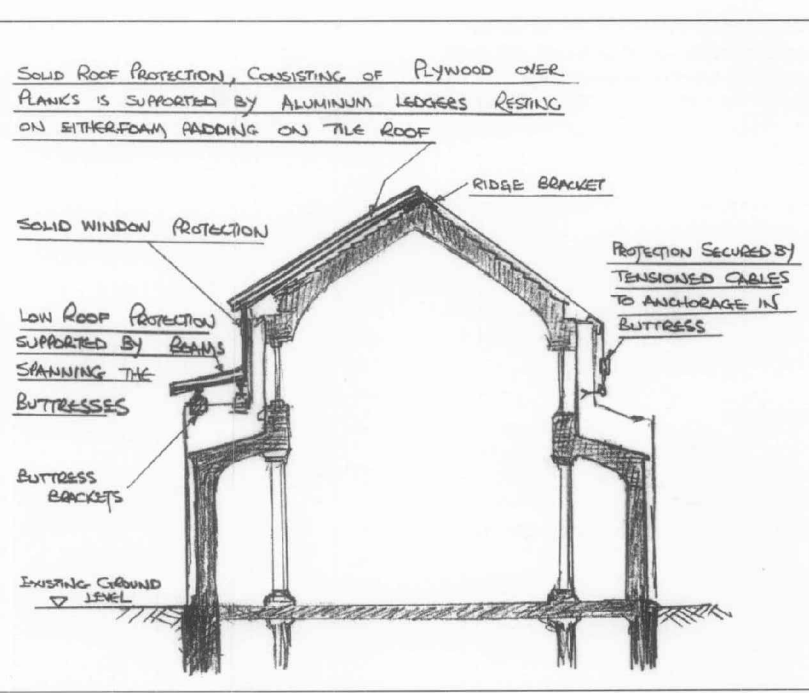 SOLID ROOF PROTECTION, CONSISTING OF PLYWOOD OVER
PLANKS IS SUPPORTED BY ALUMINUM LEDGERS RESTING
ON EITHER FOAM PADDING ON TILE ROOF
RIDGE BRACKET
SOLID WINDOW PROTECTION
PROTECTION SECURED BY
TENSIONED CABLES
TO ANCHORAGE IN
BUTTRESS
LOW ROOF PROTECTION
SUPPORTED BY BEAMS
SPANNING THE
BUTTRESSES
BUTTRESS
BRACKETS
EXISTING GROUND
LEVEL